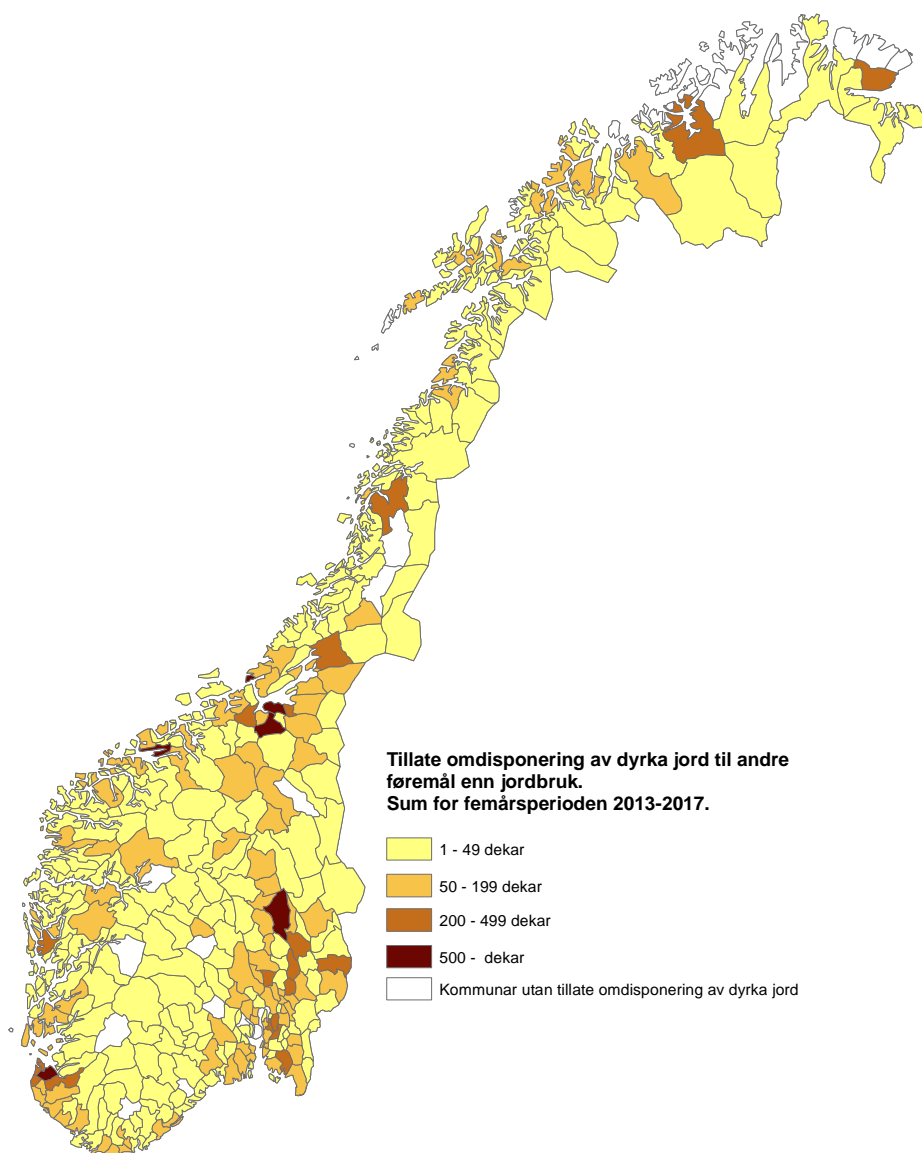 Tillate omdisponering av dyrka jord til andre
føremål enn jordbruk.
Sum for femårsperioden 2013-2017.
1 - 49 dekar
50 - 199 dekar
200 - 499 dekar
500 - dekar
Kommunar utan tillate omdisponering av dyrka jord